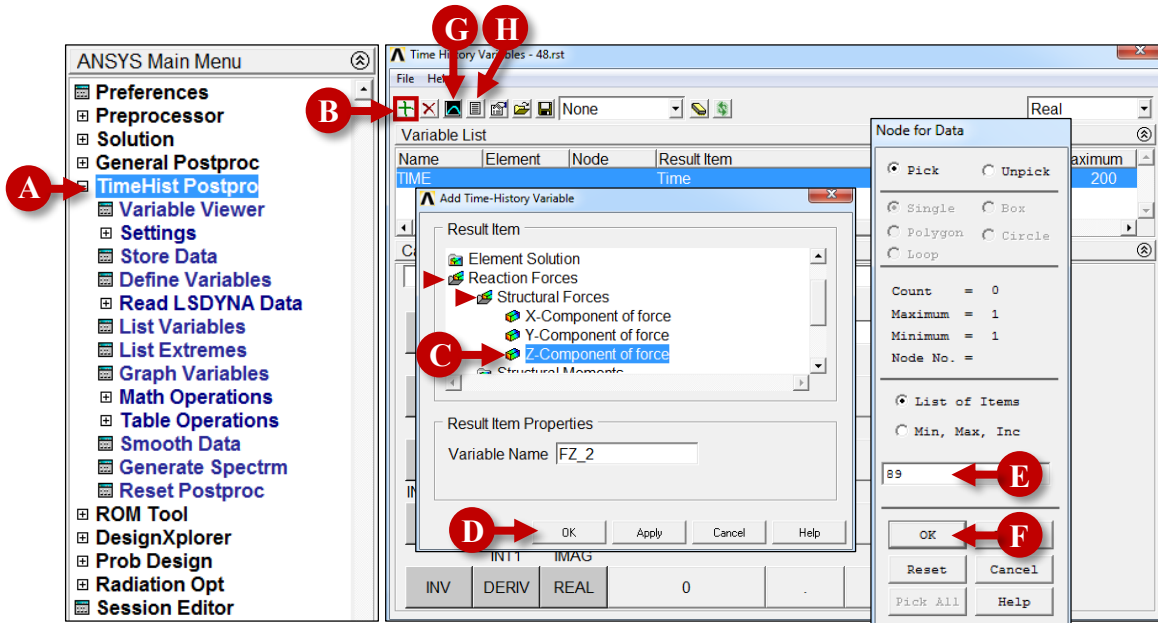 G H
ANSYS Main Menu
Preferences
Preprocessor
Solution
General Postproc
A
TimeHist Postpro
Variable Viewer
Settings
Store Data
Define Variables
Read LSDYNA Data
List Variables
List Extremes
Graph Variables
Math Operations
Table Operations
Smooth Data
Generate Spectrm
Reset Postproc
ROM Tool
DesignXplorer
Prob Design
Radiation Opt
Session Editor
Time History Variables - 48.rst
File Help
B
None
Real
Variable List
Name Element Node Result Item
TIME Time 200
Add Time-History Variable
Result Item
Element Solution
Reaction Forces
Structural Forces
X-Component of force
Y-Component of force
C
Z-Component of force
Structural Moments
Result Item Properties
Variable Name FZ_2
D
OK Apply Cancel Help
INT1 IMAG
INV DERIV REAL 0 .
Node for Data
Pick Unpick
Single Box
Polygon Circle
Loop
Count = 0
Maximum = 1
Minimum = 1
Node No. =
List of Items
Min, Max, Inc
89
E
OK
F
Reset Cancel
Pick All Help